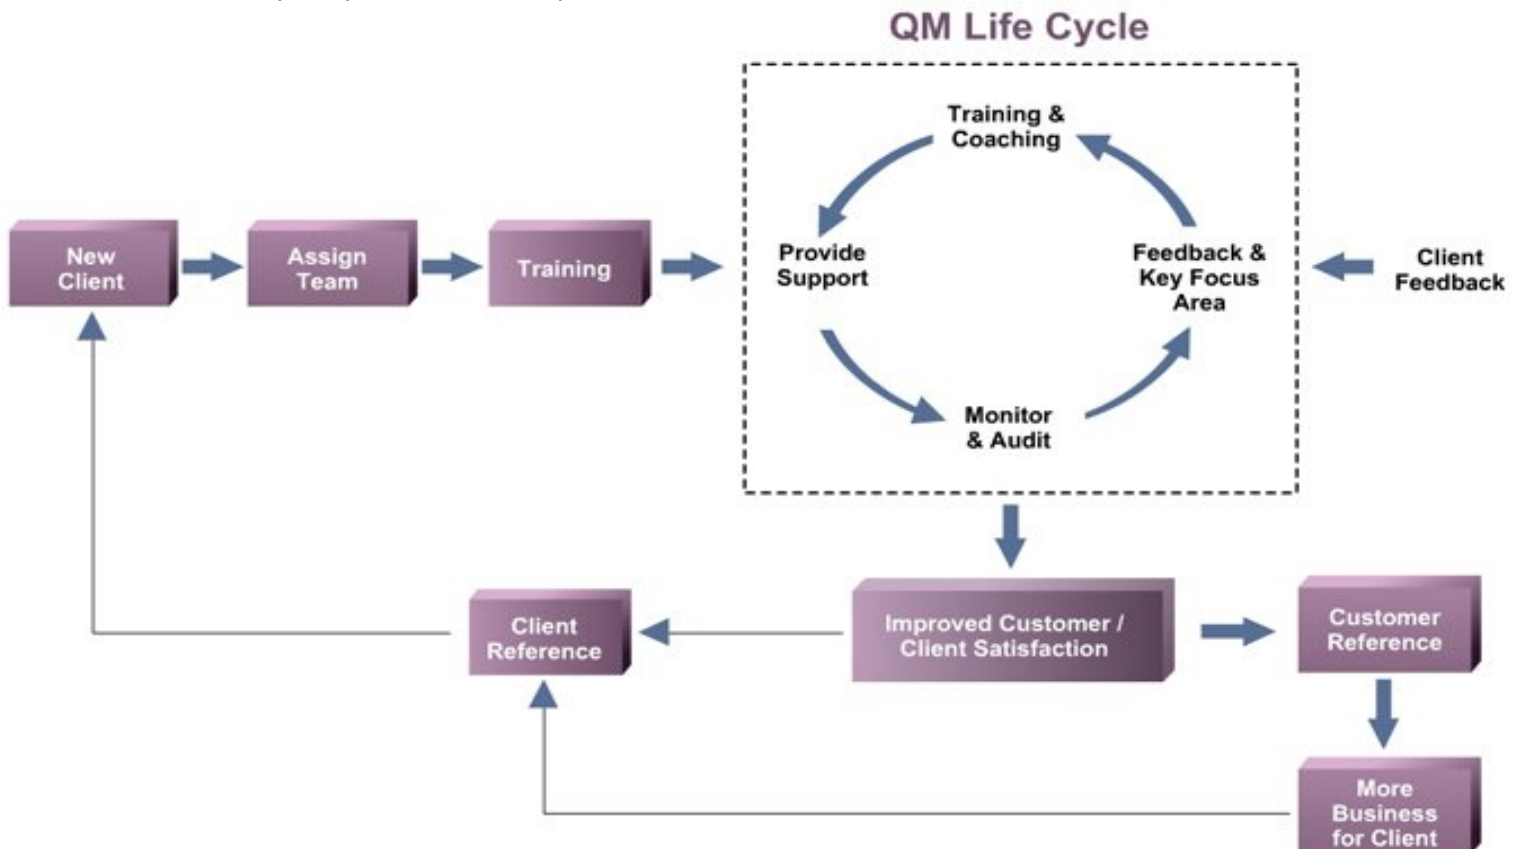 QM Life Cycle
Training &
Coaching
New
Client
Assign
Team
Training
Provide
Support
Feedback &
Key Focus
Area
Client
Feedback
Monitor
& Audit
Client
Reference
Improved Customer /
Client Satisfaction
Customer
Reference
More
Business
for Client